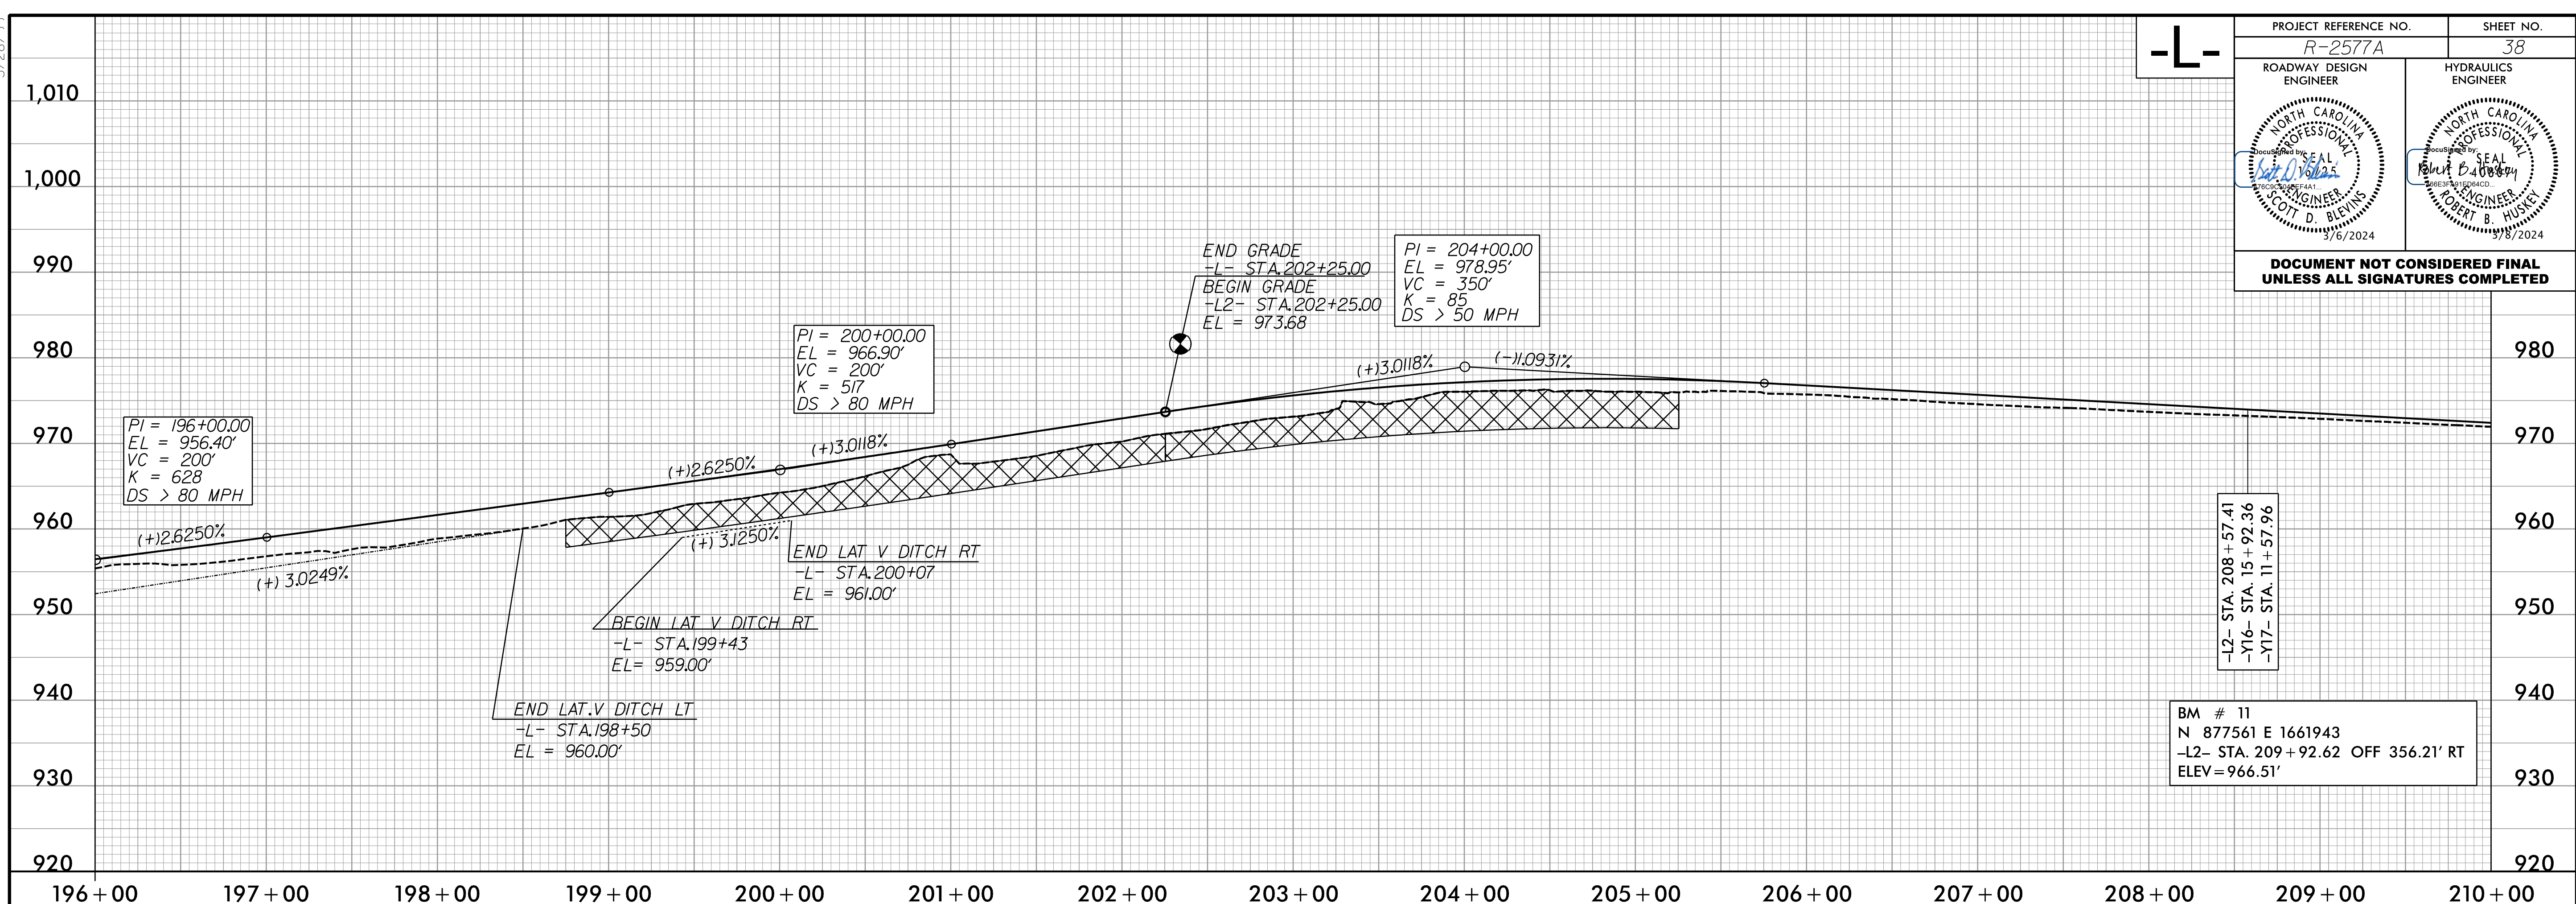 -L-
PROJECT REFERENCE NO.
SHEET NO.
R-2577A
38
ROADWAY DESIGN
ENGINEER
HYDRAULICS
ENGINEER
NORTH CAROLINA
PROFESSIONAL
DocuSigned by:
SEAL
ENGINEER
SCOTT D. BLEVINS
3/6/2024
NORTH CAROLINA
PROFESSIONAL
DocuSigned by:
SEAL
ENGINEER
ROBERT B. HUSKEY
3/8/2024
DOCUMENT NOT CONSIDERED FINAL
UNLESS ALL SIGNATURES COMPLETED
1,010
1,000
990
980
970
960
950
940
930
920
PI = 196+00.00
EL = 956.40'
VC = 200'
K = 628
DS > 80 MPH
(+)2.6250%
(+) 3.0249%
PI = 200+00.00
EL = 966.90'
VC = 200'
K = 517
DS > 80 MPH
(+)2.6250%
(+)3.0118%
(+) 3.1250%
END GRADE
-L- STA.202+25.00
BEGIN GRADE
-L2- STA.202+25.00
EL = 973.68
PI = 204+00.00
EL = 978.95'
VC = 350'
K = 85
DS > 50 MPH
(+)3.0118%
(-)1.0931%
END LAT V DITCH RT
-L- STA.200+07
EL = 961.00'
BEGIN LAT V DITCH RT
-L- STA.199+43
EL= 959.00'
END LAT.V DITCH LT
-L- STA.198+50
EL = 960.00'
-L2- STA. 208+57.41
-Y16- STA. 15+92.36
-Y17- STA. 11+57.96
BM # 11
N 877561 E 1661943
-L2- STA. 209+92.62 OFF 356.21' RT
ELEV=966.51'
980
970
960
950
940
930
920
196+00 197+00 198+00 199+00 200+00 201+00 202+00 203+00 204+00 205+00 206+00 207+00 208+00 209+00 210+00